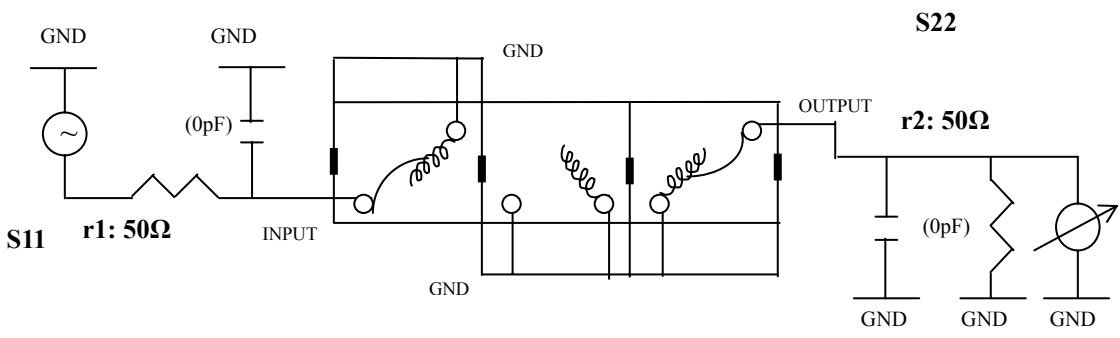 S22
GND
GND
GND
OUTPUT
(0pF)
r2: 50Ω
~
S11
r1: 50Ω
INPUT
(0pF)
GND
GND
GND
GND